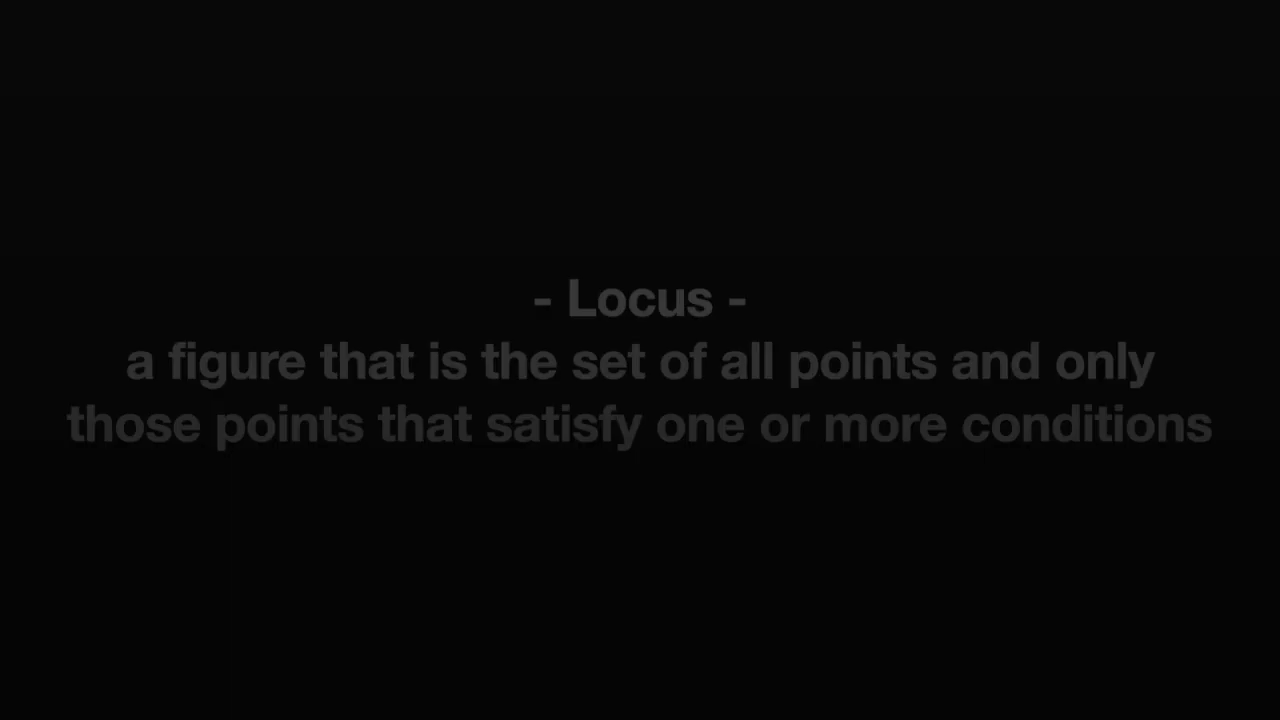 - Locus -
a figure that is the set of all points and only
those points that satisfy one or more conditions